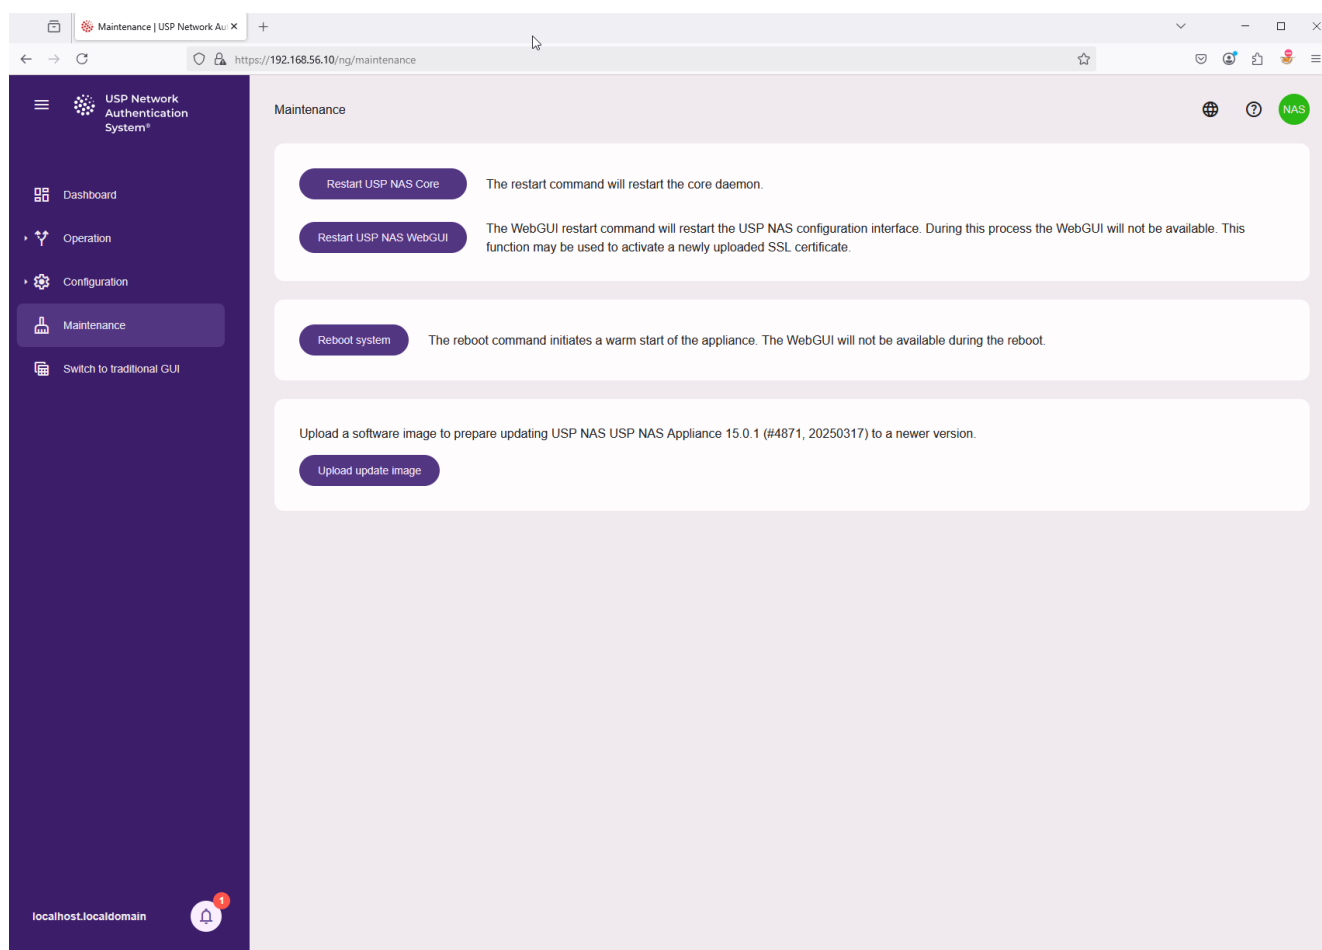 Maintenance | USP Network Au
https://192.168.56.10/ng/maintenance
USP Network
Authentication
System®
Maintenance
NAS
Dashboard
Operation
Configuration
Maintenance
Switch to traditional GUI
Restart USP NAS Core
The restart command will restart the core daemon.
Restart USP NAS WebGUI
The WebGUI restart command will restart the USP NAS configuration interface. During this process the WebGUI will not be available. This
function may be used to activate a newly uploaded SSL certificate.
Reboot system
The reboot command initiates a warm start of the appliance. The WebGUI will not be available during the reboot.
Upload a software image to prepare updating USP NAS USP NAS Appliance 15.0.1 (#4871, 20250317) to a newer version.
Upload update image
localhost.localdomain
1